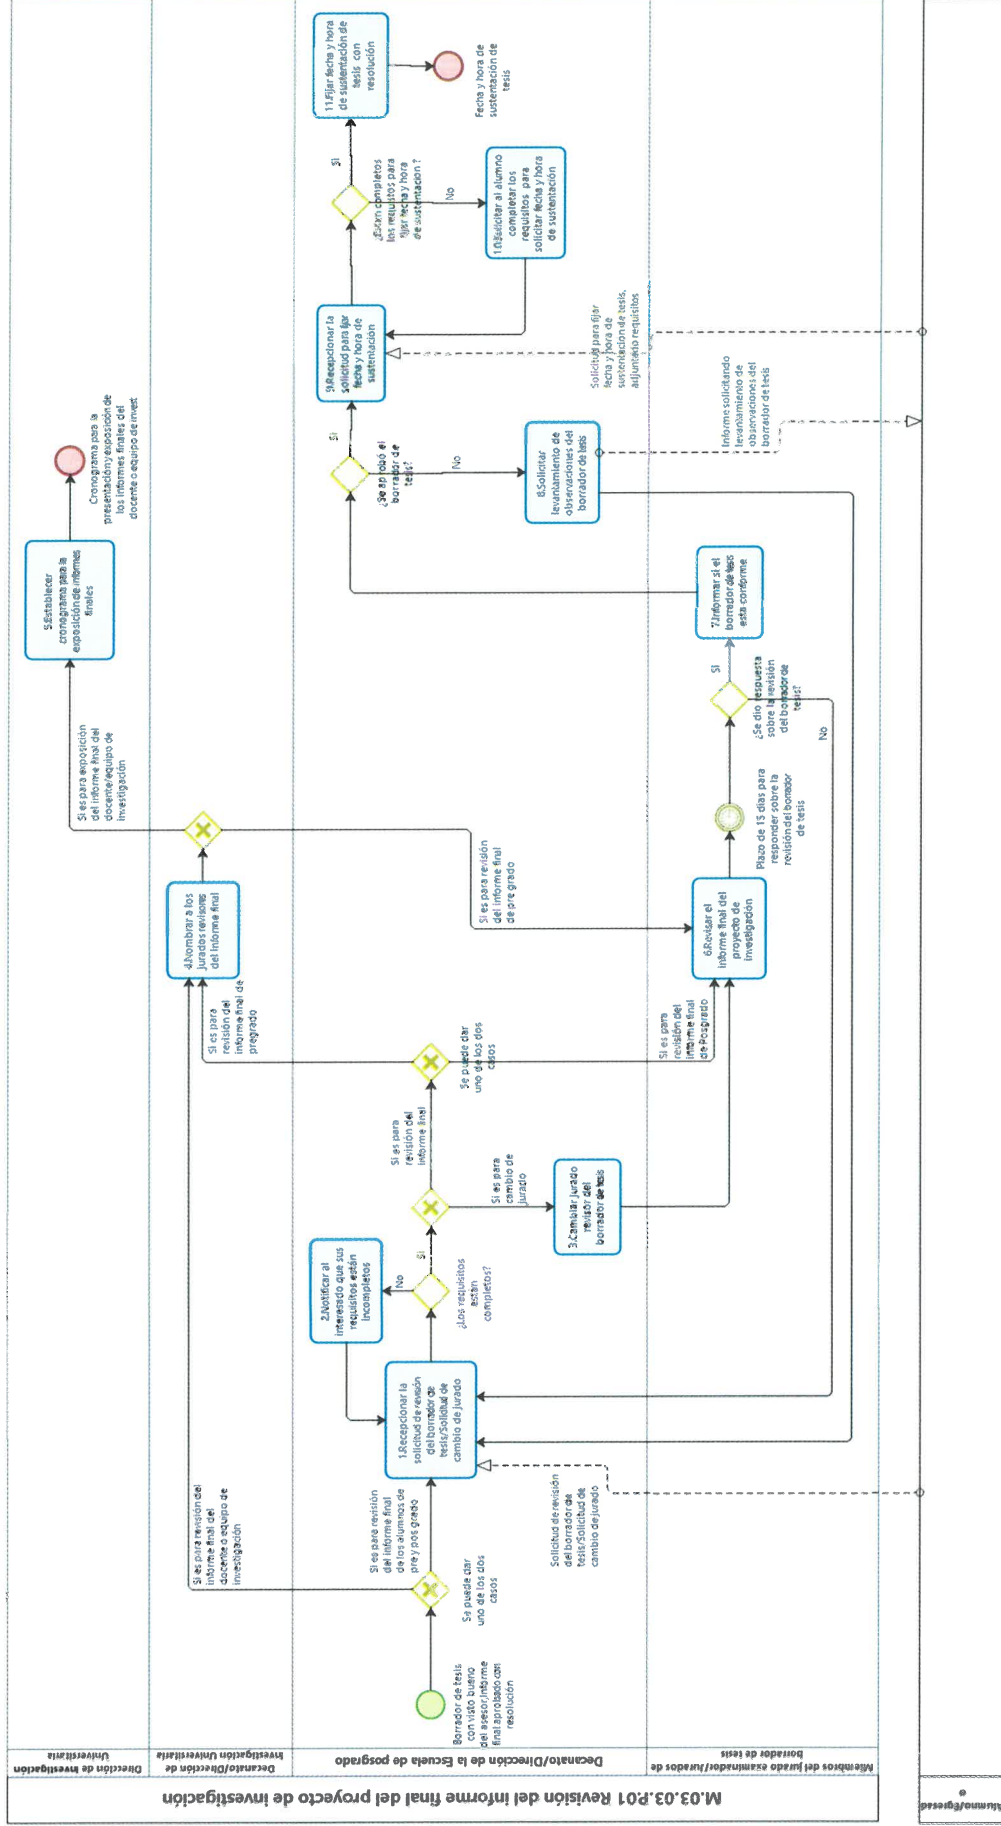 M.03.03.P.01 Revisión del informe final del proyecto de investigación
Dirección de Investigación
Universitaria
Decanato/Dirección de
Investigación Universitaria
Decanato/Dirección de la Escuela de posgrado
Miembros del jurado examinador/Jurados de
borrador de tesis
Alumno/Egresad
o
Borrador de tesis
con visto bueno
del asesor,Informe
final aprobado con
resolución
Se puede dar
uno de los dos
casos
Si es para revisión del
informe final del
docente o equipo de
investigación
Si es para revisión
del informe final
de los alumnos de
pre y pos grado
Solicitud de revisión
del borrador de
tesis/Solicitud de
cambio de jurado
1.Recepcionar la
solicitud de revisión
del borrador de
tesis/Solicitud de
cambio de jurado
2.Notificar al
interesado que sus
requisitos están
incompletos
No
Si
¿Los requisitos
estan
completos?
Si es para
revisión del
informe final
Si es para
cambio de
jurado
3.Cambiar jurado
revisor del
borrador de tesis
Se puede dar
uno de los dos
casos
Si es para
revisión del
informe final de
pregrado
Si es para
revisión del
informe final
de Posgrado
4.Nombrar a los
jurados revisores
del informe final
Si es para exposición
del informe final del
docente/equipo de
investigación
Si es para revisión
del informe final
de pre grado
5.Establecer
cronograma para la
exposición de informes
finales
Cronograma para la
presentación y exposición de
los informes finales del
docente o equipo de invest
6.Revisar el
informe final del
proyecto de
investigación
Plazo de 15 dias para
responder sobre la
revisión del borrador
de tesis
¿Se dio respuesta
sobre la revisión
del borrador de
tesis?
Si
No
7.Informar si el
borrador de tesis
esta conforme
¿Se aprobó el
borrador de
tesis?
Si
No
8.Solicitar
levantamiento de
observaciones del
borrador de tesis
Informe solicitando
levantamiento de
observaciones del
borrador de tesis
9.Recepcionar la
solicitud para fijar
fecha y hora de
sustentación
Solicitud para fijar
fecha y hora de
sustentacion de tesis,
adjuntado requisitos
¿Estan completos
los requistos para
fijar fecha y hora
de sustentacion ?
Si
No
10.Solicitar al alumno
completar los
requisitos para
solicitar fecha y hora
de sustentación
11.Fijar fecha y hora
de sustentación de
tesis con
resolución
Fecha y hora de
sustentación de
tesis